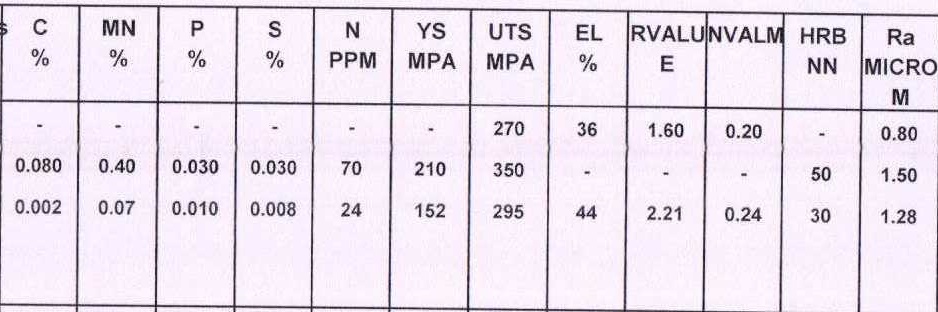 s C MN P S N YS UTS EL RVALU NVALM HRB Ra
% % % % PPM MPA MPA % E NN MICRO
M
- - - - - - 270 36 1.60 0.20 - 0.80
0.080 0.40 0.030 0.030 70 210 350 - - - 50 1.50
0.002 0.07 0.010 0.008 24 152 295 44 2.21 0.24 30 1.28